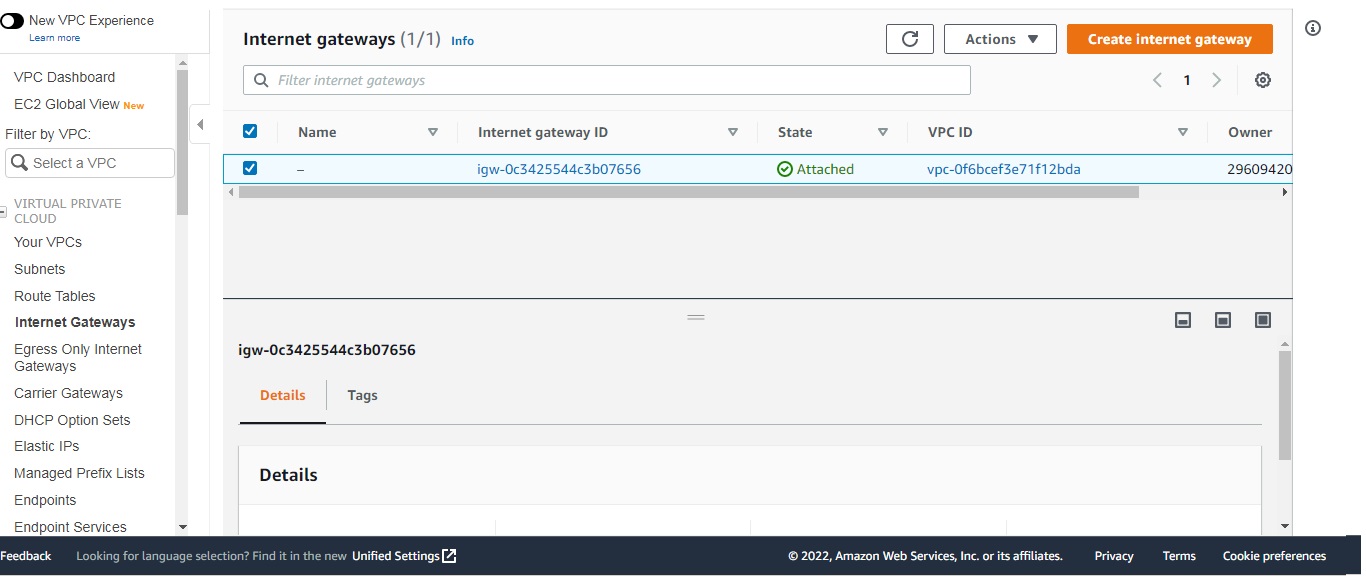 New VPC Experience
Learn more
VPC Dashboard
EC2 Global View New
Filter by VPC:
Select a VPC
VIRTUAL PRIVATE
CLOUD
Your VPCs
Subnets
Route Tables
Internet Gateways
Egress Only Internet
Gateways
Carrier Gateways
DHCP Option Sets
Elastic IPs
Managed Prefix Lists
Endpoints
Endpoint Services
Internet gateways (1/1) Info
Actions
Create internet gateway
Filter internet gateways
1
Name Internet gateway ID State VPC ID Owner
– igw-0c3425544c3b07656 Attached vpc-0f6bcef3e71f12bda 29609420
igw-0c3425544c3b07656
Details Tags
Details
Feedback Looking for language selection? Find it in the new Unified Settings © 2022, Amazon Web Services, Inc. or its affiliates. Privacy Terms Cookie preferences